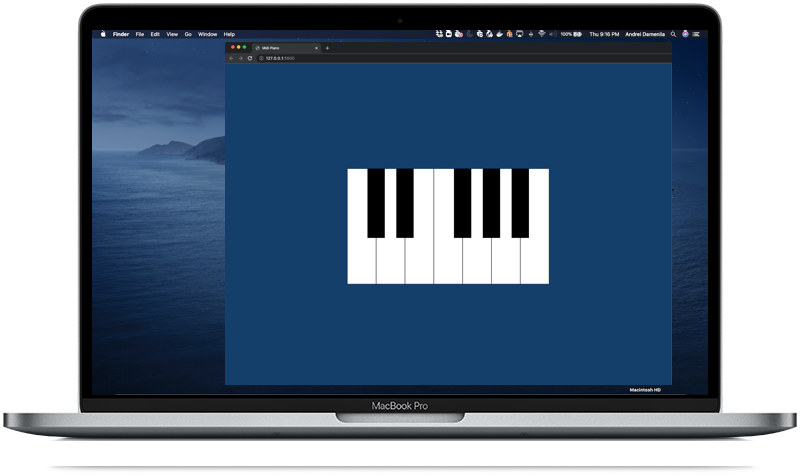 Finder File Edit View Go Window Help 100% Thu 9:16 PM Andrei Dameniia
Midi Piano
127.0.0.1:5500
Macintosh HD
MacBook Pro